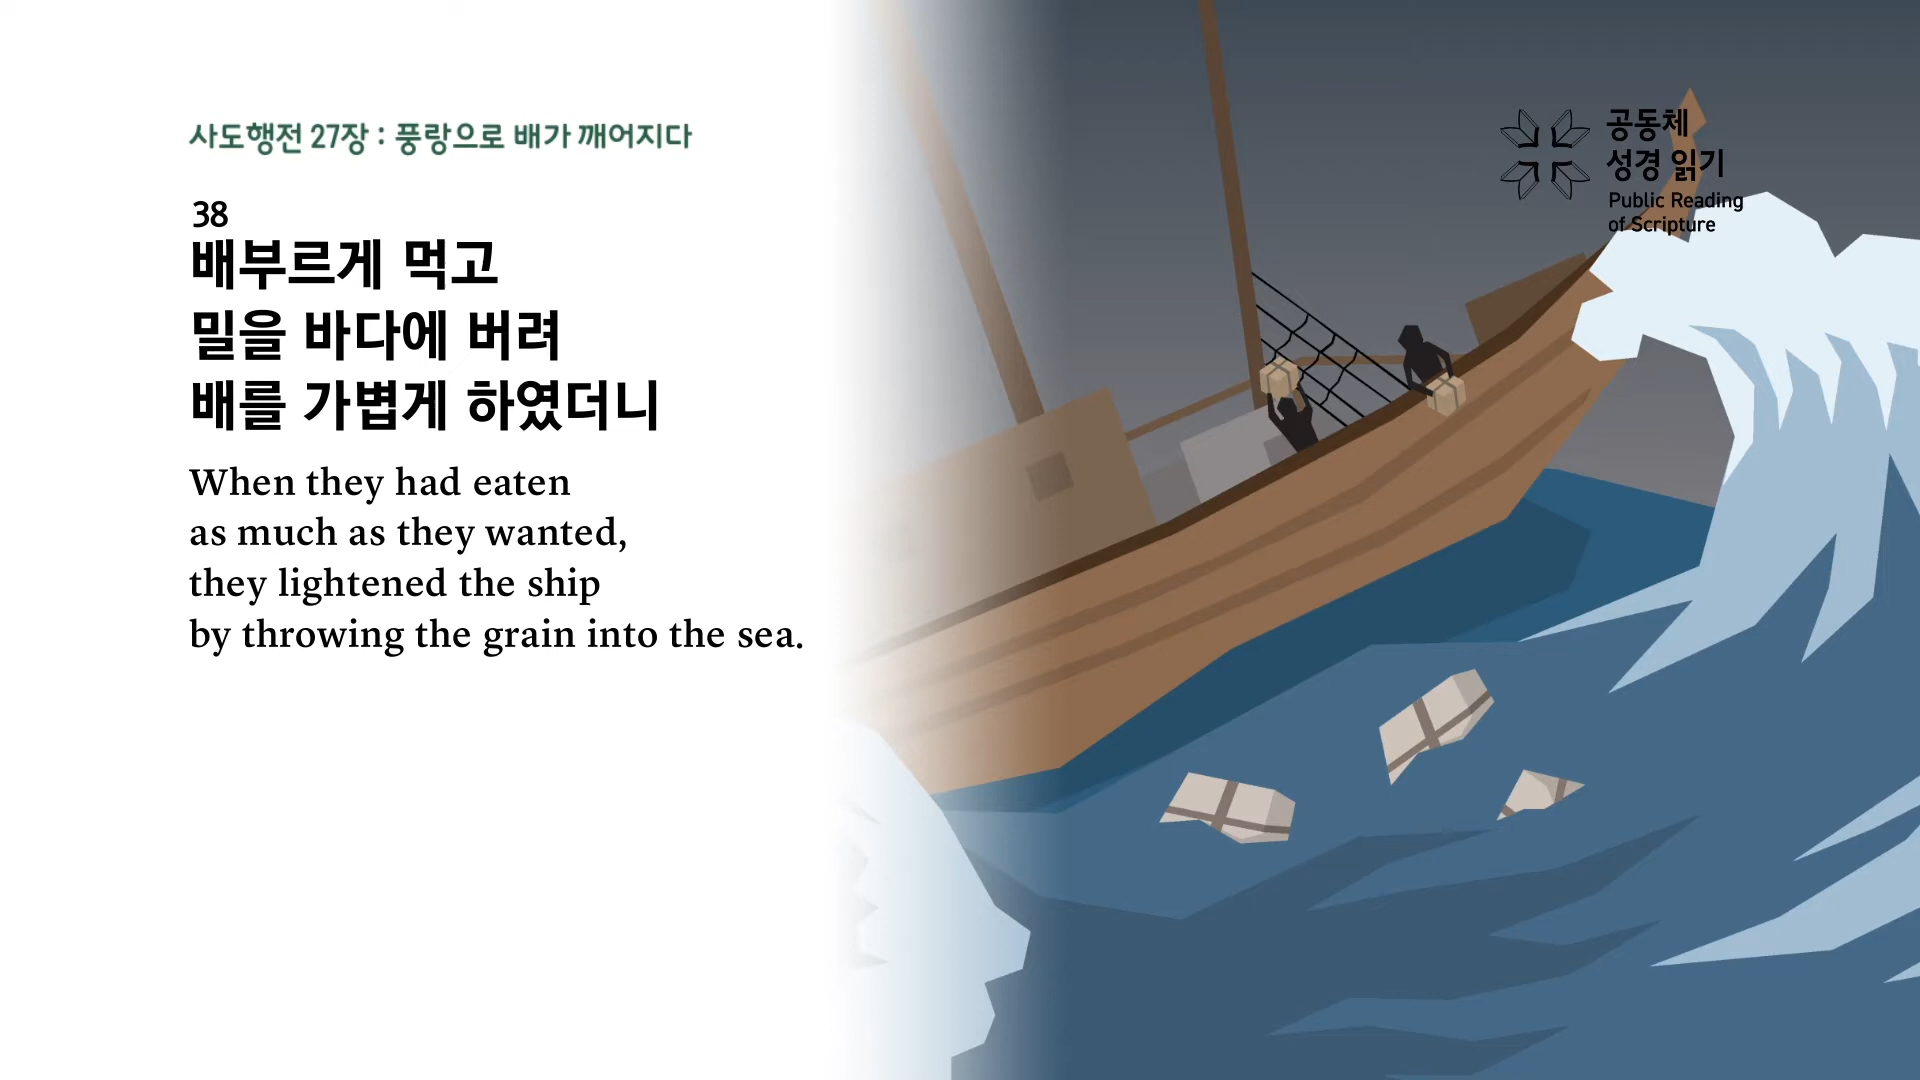 사도행전 27장 : 풍랑으로 배가 깨어지다
38
배부르게 먹고
밀을 바다에 버려
배를 가볍게 하였더니
When they had eaten
as much as they wanted,
they lightened the ship
by throwing the grain into the sea.
공동체
성경 읽기
Public Reading
of Scripture